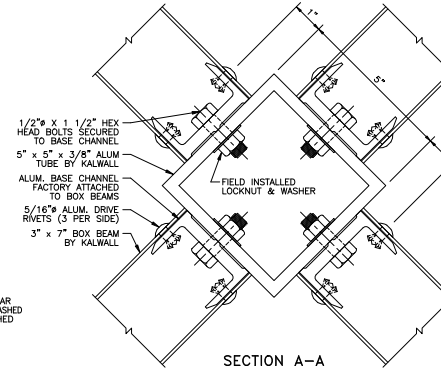 1"
5"
1/2"ø X 1 1/2" HEX
HEAD BOLTS SECURED
TO BASE CHANNEL
5" x 5" x 3/8" ALUM
TUBE BY KALWALL
ALUM. BASE CHANNEL
FACTORY ATTACHED
TO BOX BEAMS
5/16"ø ALUM. DRIVE
RIVETS (3 PER SIDE)
3" x 7" BOX BEAM
BY KALWALL
FIELD INSTALLED
LOCKNUT & WASHER
SECTION A-A